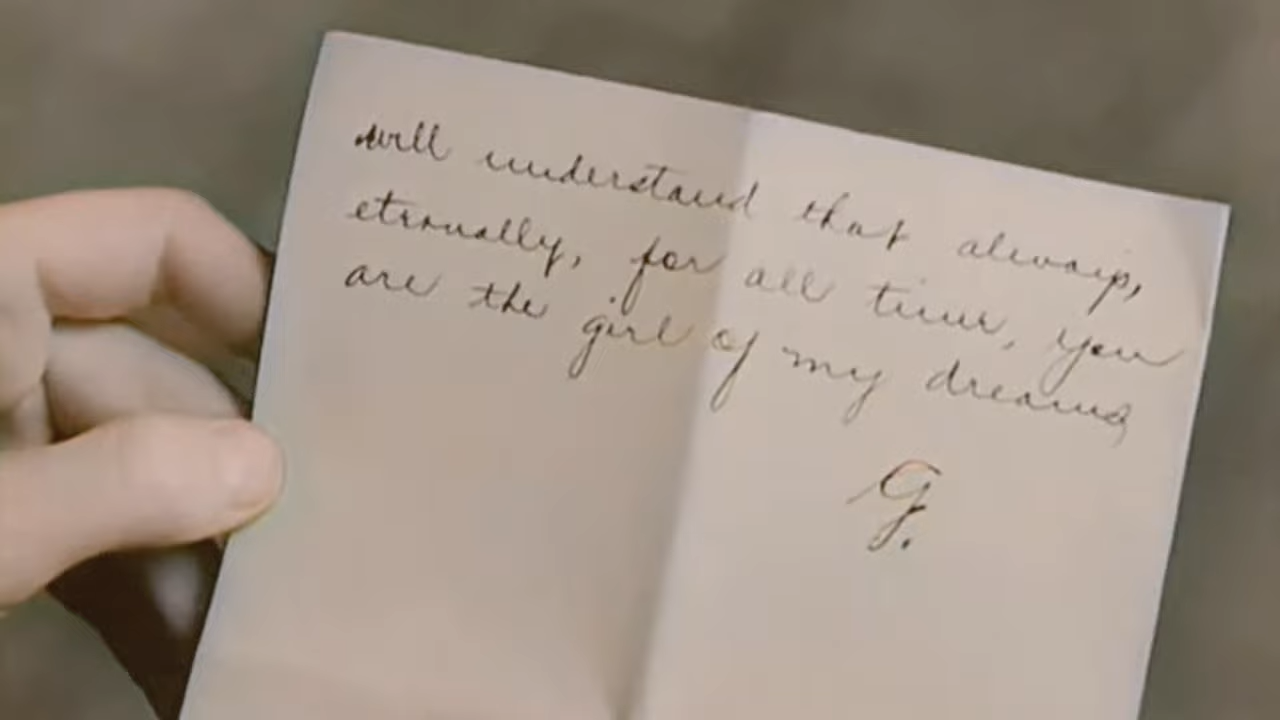 will understand that always,
eternally, for all time, you
are the girl of my dreams
G.